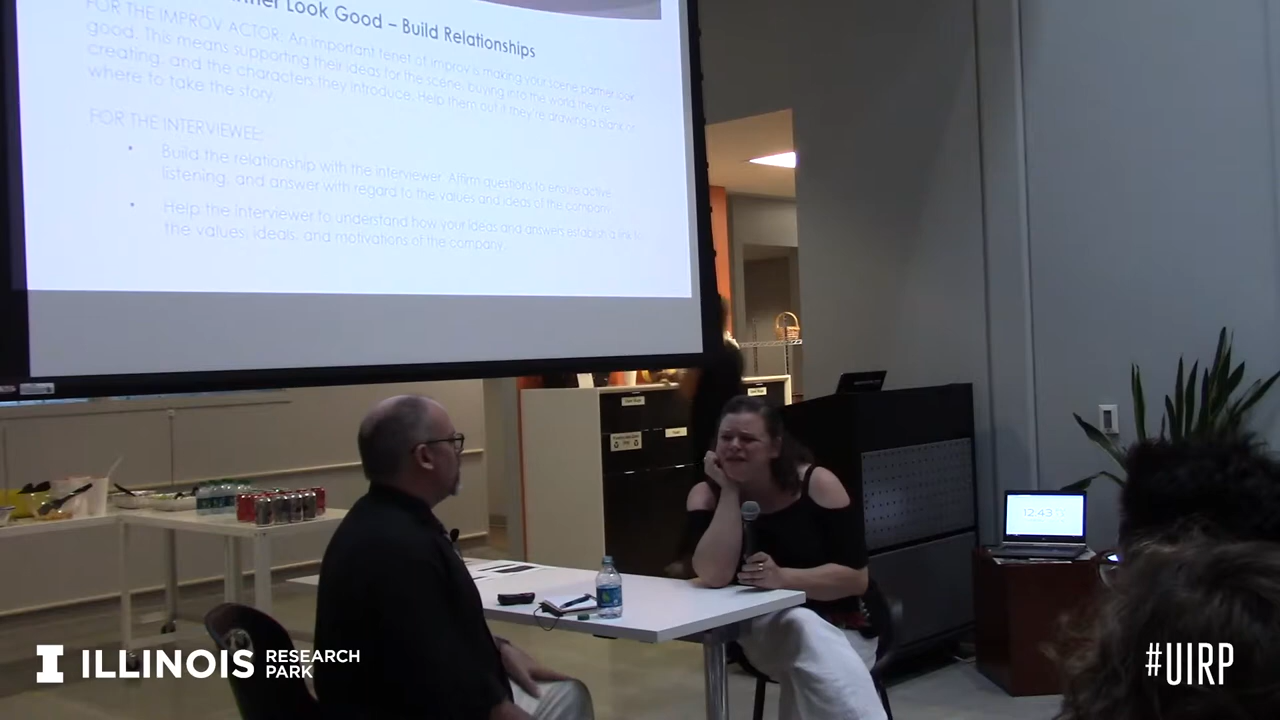 Look Good – Build Relationships
FOR THE IMPROV ACTOR: An important tenet of improv is making your scene partner look
good. This means supporting their ideas for the scene, buying into the world they're
creating, and the characters they introduce. Help them out if they're drawing a blank or
where to take the story.
FOR THE INTERVIEWEE:
• Build the relationship with the interviewer. Affirm questions to ensure active
listening, and answer with regard to the values and ideas of the company.
• Help the interviewer to understand how your ideas and answers establish a link to
the values, ideals, and motivations of the company.
12:43
ILLINOIS RESEARCH
PARK
#UIRP